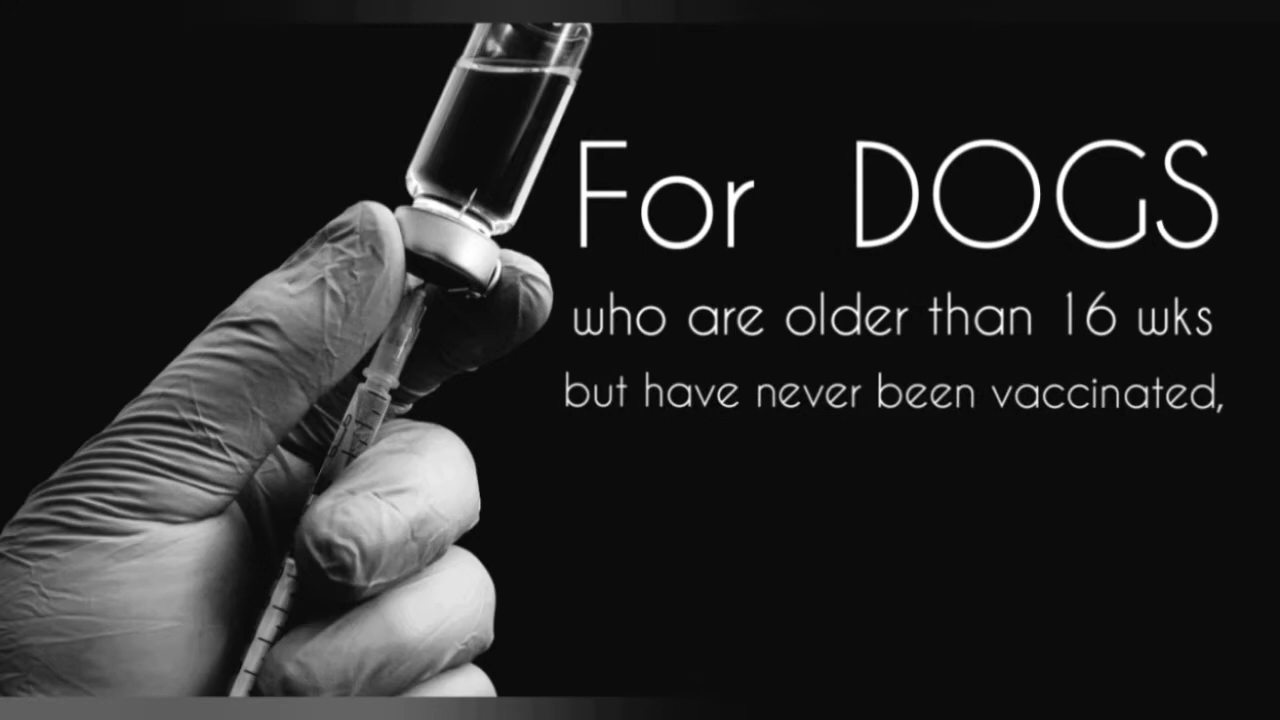 For DOGS
who are older than 16 wks
but have never been vaccinated,